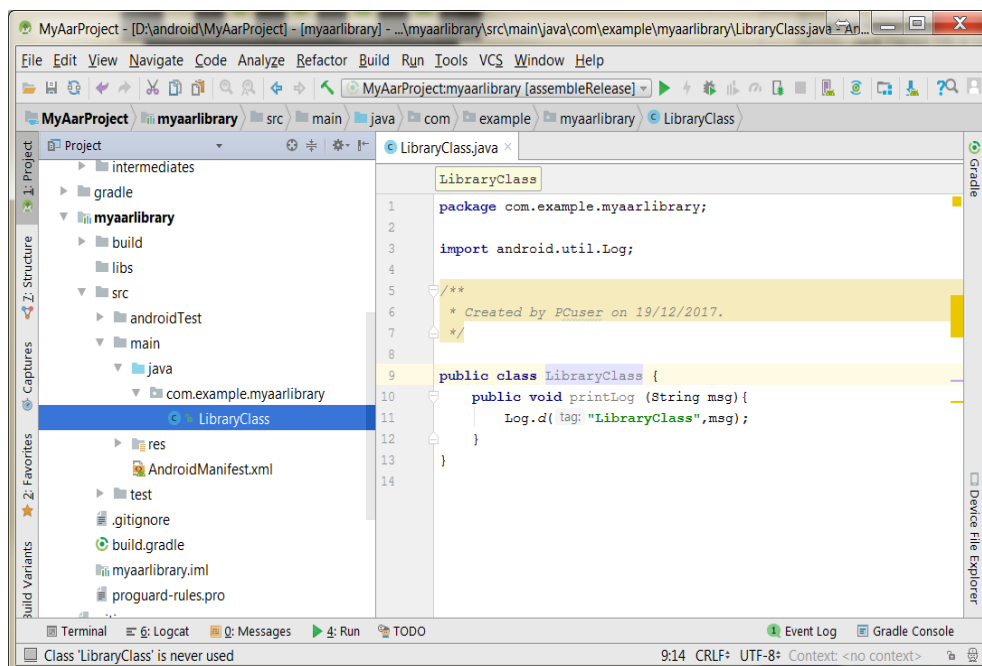 MyAarProject - [D:\android\MyAarProject] - [myaarlibrary] - ...\myaarlibrary\src\main\java\com\example\myaarlibrary\LibraryClass.java - An...
File Edit View Navigate Code Analyze Refactor Build Run Tools VCS Window Help
MyAarProject:myaarlibrary [assembleRelease]
MyAarProject myaarlibrary src main java com example myaarlibrary LibraryClass
1: Project
Z: Structure
Captures
2: Favorites
Build Variants
Project
intermediates
gradle
myaarlibrary
build
libs
src
androidTest
main
java
com.example.myaarlibrary
LibraryClass
res
AndroidManifest.xml
test
.gitignore
build.gradle
myaarlibrary.iml
proguard-rules.pro
LibraryClass.java
LibraryClass
1 package com.example.myaarlibrary;
2
3 import android.util.Log;
4
5 /**
6 * Created by PCuser on 19/12/2017.
7 */
8
9 public class LibraryClass {
10 public void printLog (String msg){
11 Log.d( tag: "LibraryClass",msg);
12 }
13 }
14
Gradle
Device File Explorer
Terminal 6: Logcat 0: Messages 4: Run TODO
1 Event Log Gradle Console
Class 'LibraryClass' is never used
9:14 CRLF UTF-8 Context: <no context>